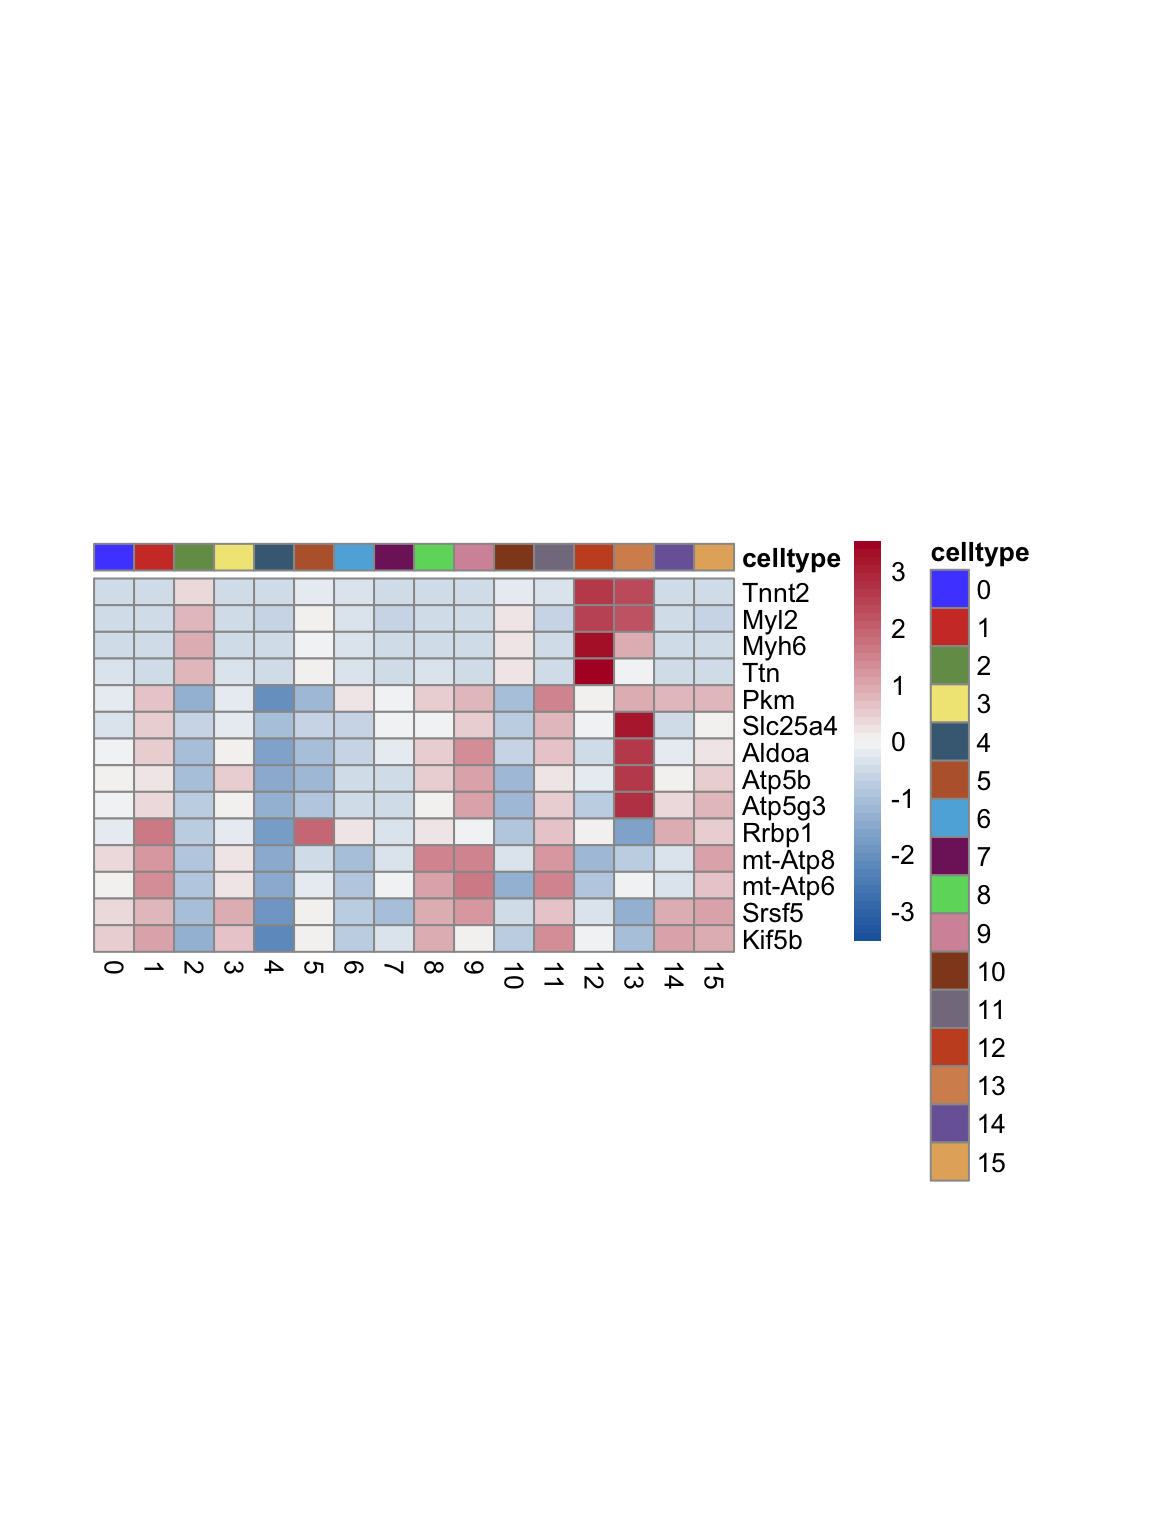 celltype
Tnnt2
Myl2
Myh6
Ttn
Pkm
Slc25a4
Aldoa
Atp5b
Atp5g3
Rrbp1
mt-Atp8
mt-Atp6
Srsf5
Kif5b
0 1 2 3 4 5 6 7 8 9 10 11 12 13 14 15
3
2
1
0
-1
-2
-3
celltype
0
1
2
3
4
5
6
7
8
9
10
11
12
13
14
15